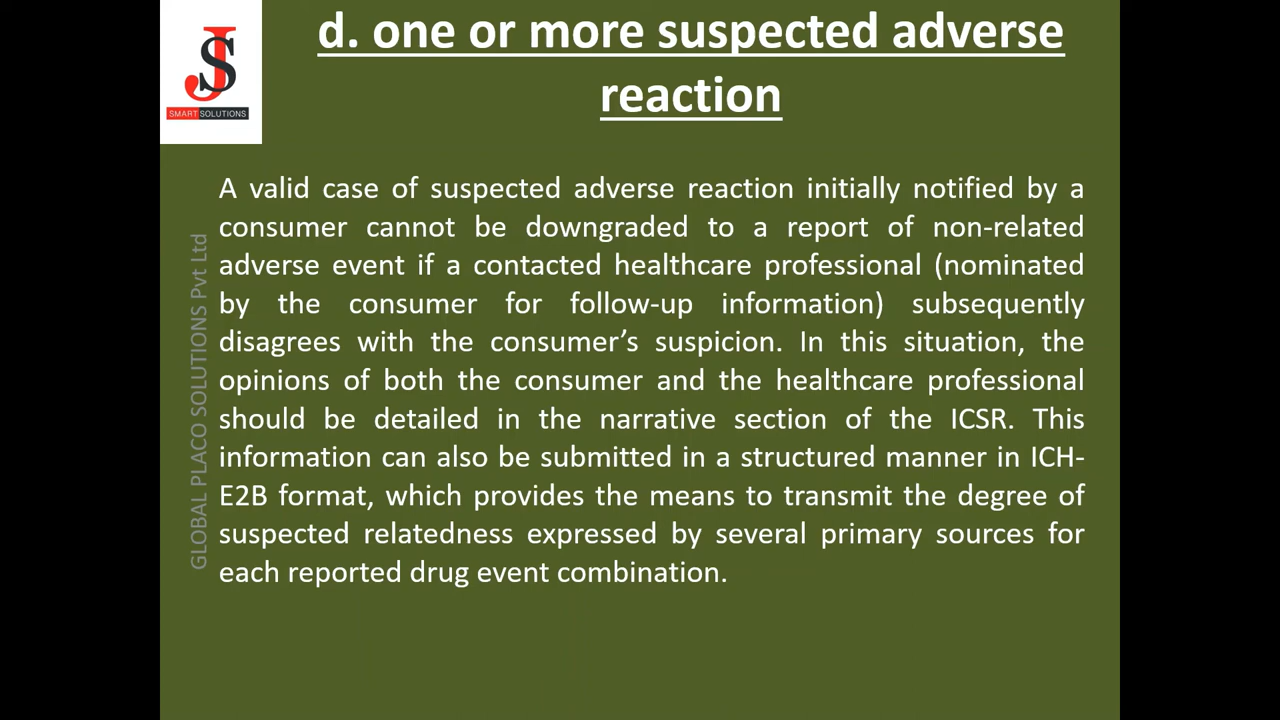 JS
SMART SOLUTIONS
d. one or more suspected adverse
reaction
A valid case of suspected adverse reaction initially notified by a
consumer cannot be downgraded to a report of non-related
adverse event if a contacted healthcare professional (nominated
by the consumer for follow-up information) subsequently
disagrees with the consumer’s suspicion. In this situation, the
opinions of both the consumer and the healthcare professional
should be detailed in the narrative section of the ICSR. This
information can also be submitted in a structured manner in ICH-
E2B format, which provides the means to transmit the degree of
suspected relatedness expressed by several primary sources for
each reported drug event combination.
GLOBAL PLACO SOLUTIONS Pvt Ltd